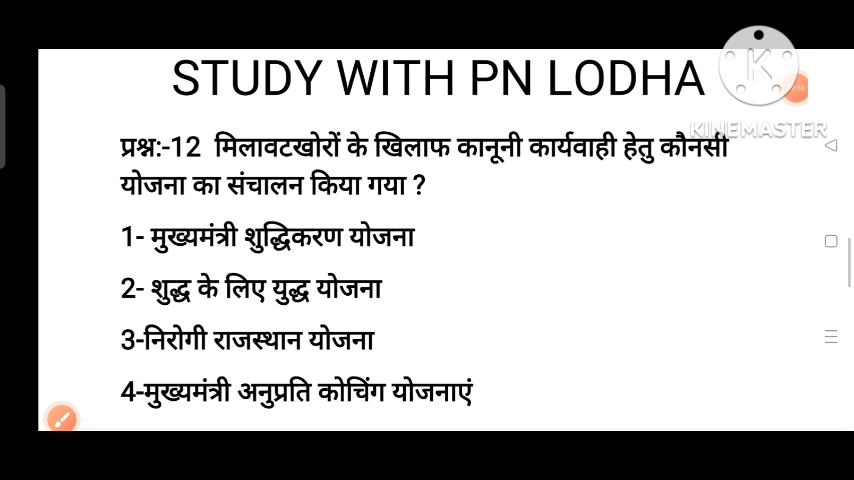 STUDY WITH PN LODHA
KINEMASTER
प्रश्न:-12 मिलावटखोरों के खिलाफ कानूनी कार्यवाही हेतु कौनसी
योजना का संचालन किया गया ?
1- मुख्यमंत्री शुद्धिकरण योजना
2- शुद्ध के लिए युद्ध योजना
3-निरोगी राजस्थान योजना
4-मुख्यमंत्री अनुप्रति कोचिंग योजनाएं